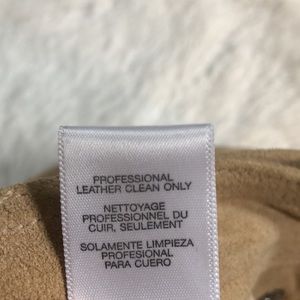 PROFESSIONAL
LEATHER CLEAN ONLY
NETTOYAGE
PROFESSIONNEL DU
CUIR, SEULEMENT
SOLAMENTE LIMPIEZA
PROFESIONAL
PARA CUERO